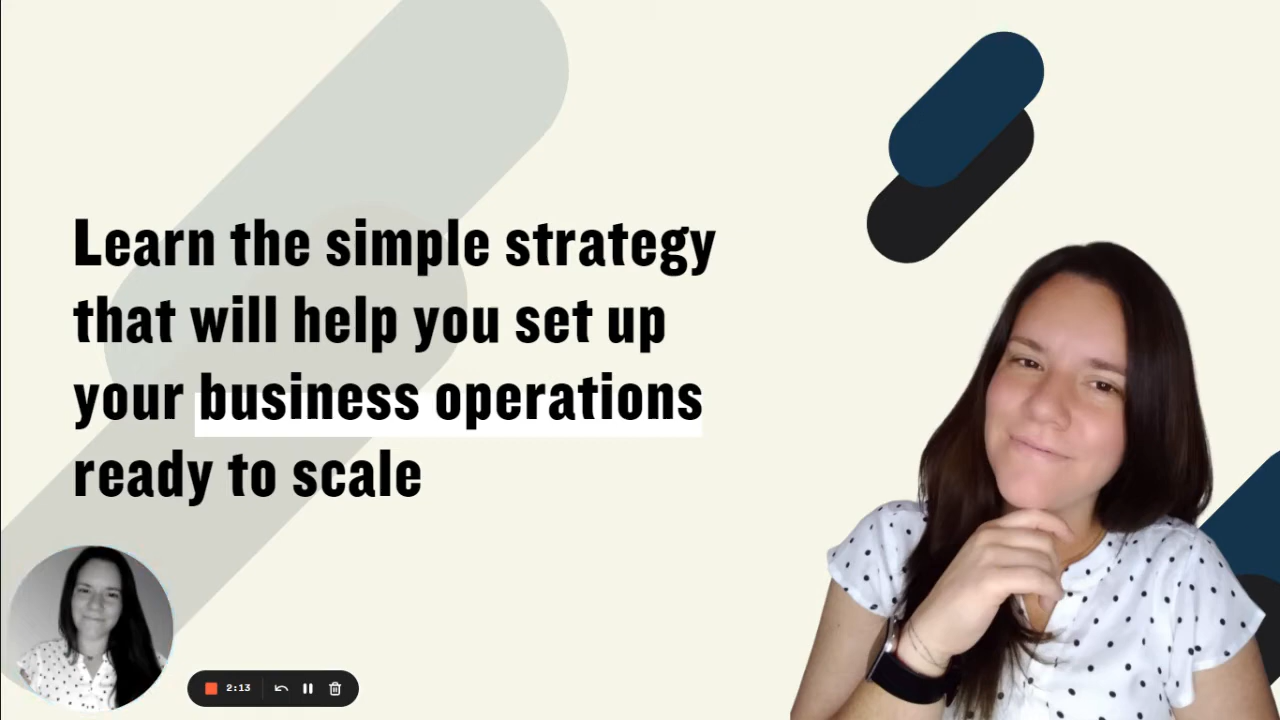 Learn the simple strategy
that will help you set up
your business operations
ready to scale
2:13